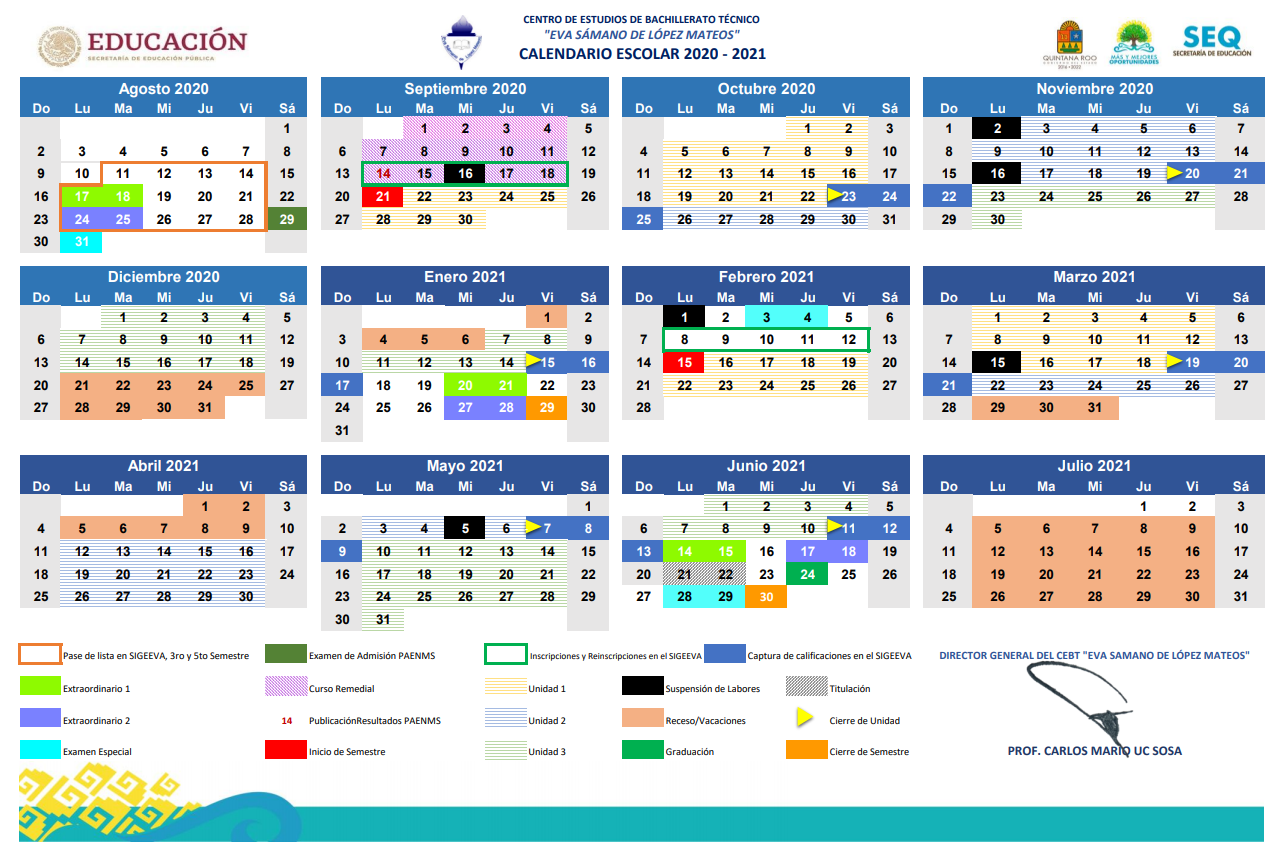 EDUCACIÓN
SECRETARÍA DE EDUCACIÓN PÚBLICA
CENTRO DE ESTUDIOS DE BACHILLERATO TÉCNICO
"EVA SÁMANO DE LÓPEZ MATEOS"
CALENDARIO ESCOLAR 2020 - 2021
QUINTANA ROO
MÁS Y MEJORES
OPORTUNIDADES
SEQ
SECRETARÍA DE EDUCACIÓN
Agosto 2020
Do Lu Ma Mi Ju Vi Sá
1
2 3 4 5 6 7 8
9 10 11 12 13 14 15
16 17 18 19 20 21 22
23 24 25 26 27 28 29
30 31
Septiembre 2020
Do Lu Ma Mi Ju Vi Sá
1 2 3 4 5
6 7 8 9 10 11 12
13 14 15 16 17 18 19
20 21 22 23 24 25 26
27 28 29 30
Octubre 2020
Do Lu Ma Mi Ju Vi Sá
1 2 3
4 5 6 7 8 9 10
11 12 13 14 15 16 17
18 19 20 21 22 23 24
25 26 27 28 29 30 31
Noviembre 2020
Do Lu Ma Mi Ju Vi Sá
1 2 3 4 5 6 7
8 9 10 11 12 13 14
15 16 17 18 19 20 21
22 23 24 25 26 27 28
29 30
Diciembre 2020
Do Lu Ma Mi Ju Vi Sá
1 2 3 4 5
6 7 8 9 10 11 12
13 14 15 16 17 18 19
20 21 22 23 24 25 27
27 28 29 30 31
Enero 2021
Do Lu Ma Mi Ju Vi Sá
1 2
3 4 5 6 7 8 9
10 11 12 13 14 15 16
17 18 19 20 21 22 23
24 25 26 27 28 29 30
31
Febrero 2021
Do Lu Ma Mi Ju Vi Sá
1 2 3 4 5 6
7 8 9 10 11 12 13
14 15 16 17 18 19 20
21 22 23 24 25 26 27
28
Marzo 2021
Do Lu Ma Mi Ju Vi Sá
1 2 3 4 5 6
7 8 9 10 11 12 13
14 15 16 17 18 19 20
21 22 23 24 25 26 27
28 29 30 31
Abril 2021
Do Lu Ma Mi Ju Vi Sá
1 2 3
4 5 6 7 8 9 10
11 12 13 14 15 16 17
18 19 20 21 22 23 24
25 26 27 28 29 30
Mayo 2021
Do Lu Ma Mi Ju Vi Sá
1
2 3 4 5 6 7 8
9 10 11 12 13 14 15
16 17 18 19 20 21 22
23 24 25 26 27 28 29
30 31
Junio 2021
Do Lu Ma Mi Ju Vi Sá
1 2 3 4 5
6 7 8 9 10 11 12
13 14 15 16 17 18 19
20 21 22 23 24 25 26
27 28 29 30
Julio 2021
Do Lu Ma Mi Ju Vi Sá
1 2 3
4 5 6 7 8 9 10
11 12 13 14 15 16 17
18 19 20 21 22 23 24
25 26 27 28 29 30 31
Pase de lista en SIGEEVA, 3ro y 5to Semestre
Examen de Admisión PAENMS
Inscripciones y Reinscripciones en el SIGEEVA
Captura de calificaciones en el SIGEEVA
Extraordinario 1
Curso Remedial
Unidad 1
Suspensión de Labores
Titulación
Extraordinario 2
14 PublicaciónResultados PAENMS
Unidad 2
Receso/Vacaciones
Cierre de Unidad
Examen Especial
Inicio de Semestre
Unidad 3
Graduación
Cierre de Semestre
DIRECTOR GENERAL DEL CEBT "EVA SAMANO DE LÓPEZ MATEOS"
PROF. CARLOS MARIO UC SOSA